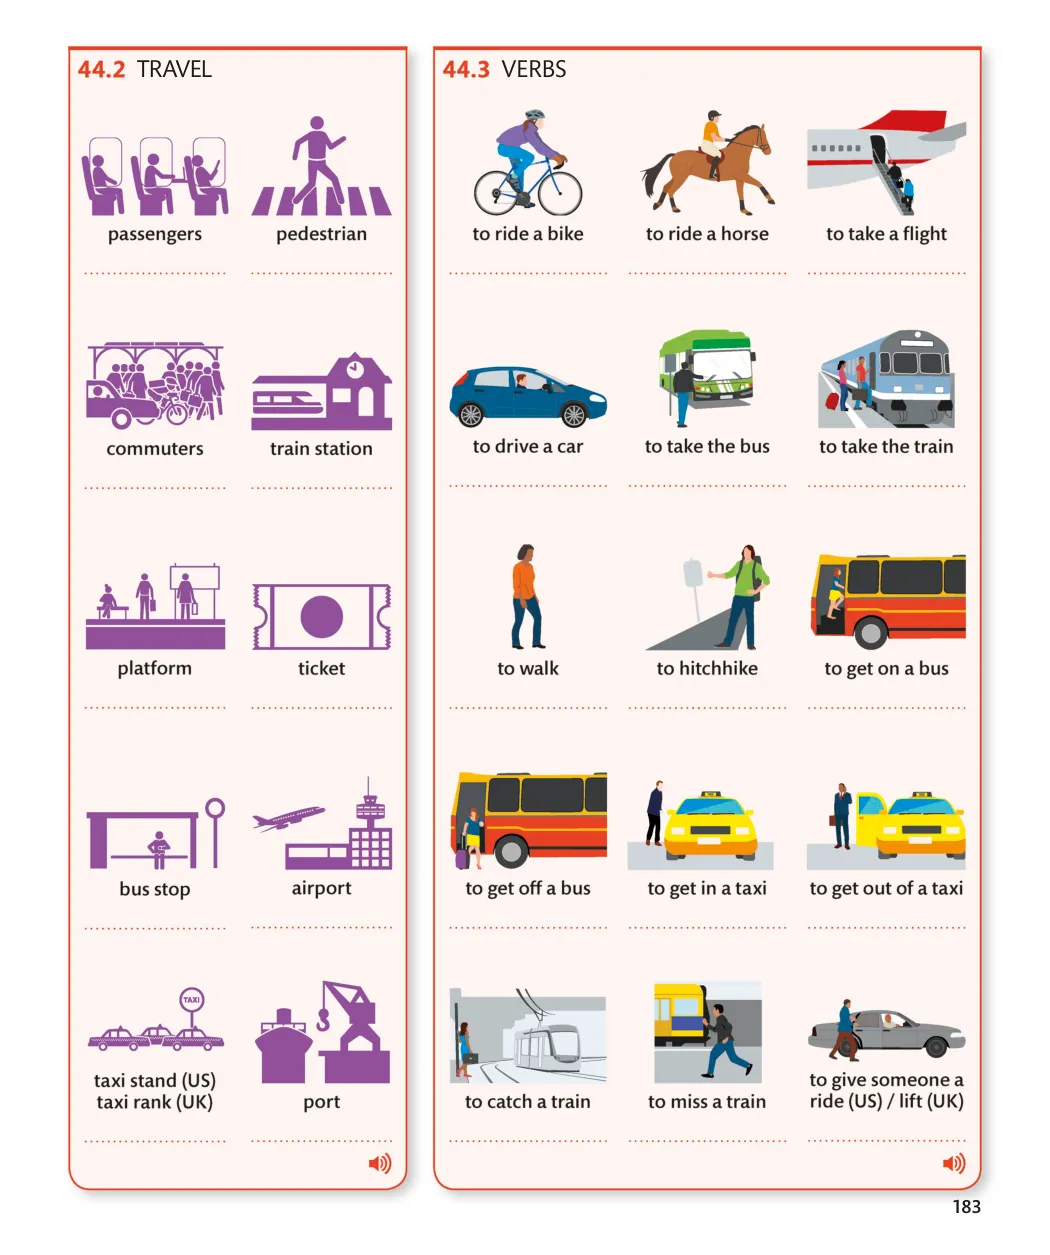 44.2 TRAVEL
passengers
pedestrian
commuters
train station
platform
ticket
bus stop
airport
TAXI
taxi stand (US)
taxi rank (UK)
port
44.3 VERBS
to ride a bike
to ride a horse
to take a flight
to drive a car
to take the bus
to take the train
to walk
to hitchhike
to get on a bus
to get off a bus
to get in a taxi
to get out of a taxi
to catch a train
to miss a train
to give someone a
ride (US) / lift (UK)
183